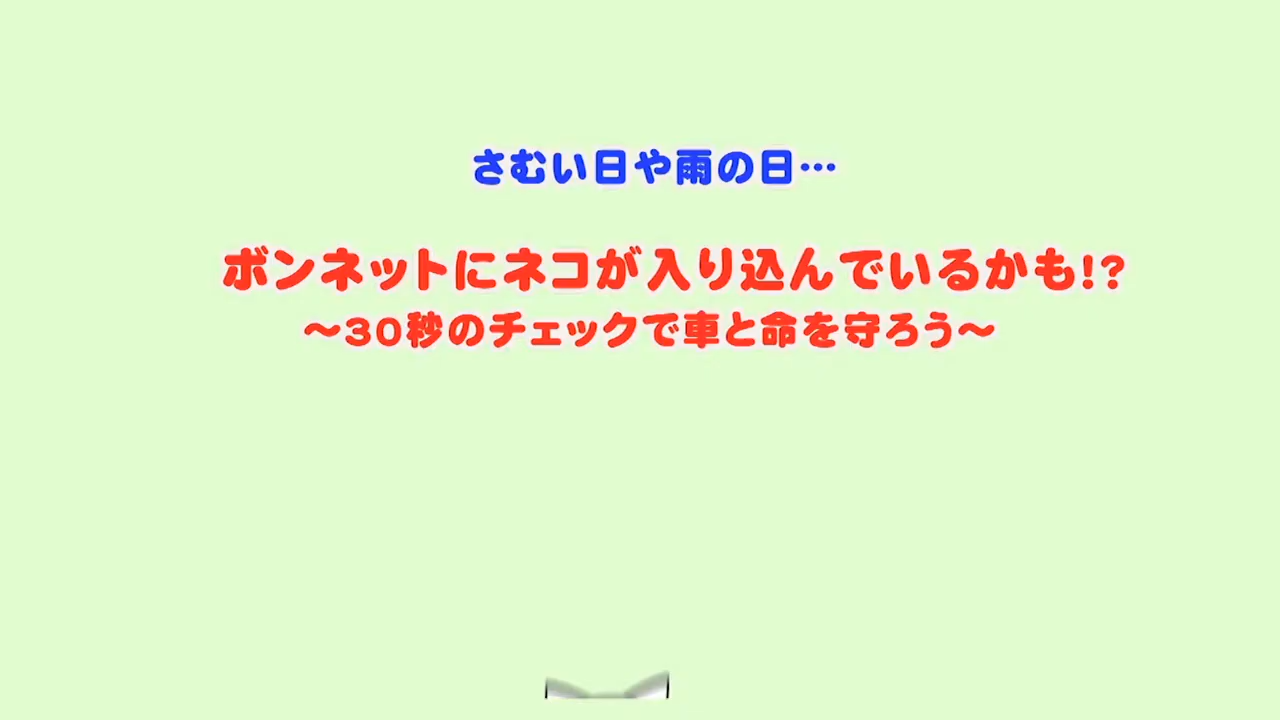 さむい日や雨の日…
ボンネットにネコが入り込んでいるかも!?
～30秒のチェックで車と命を守ろう～